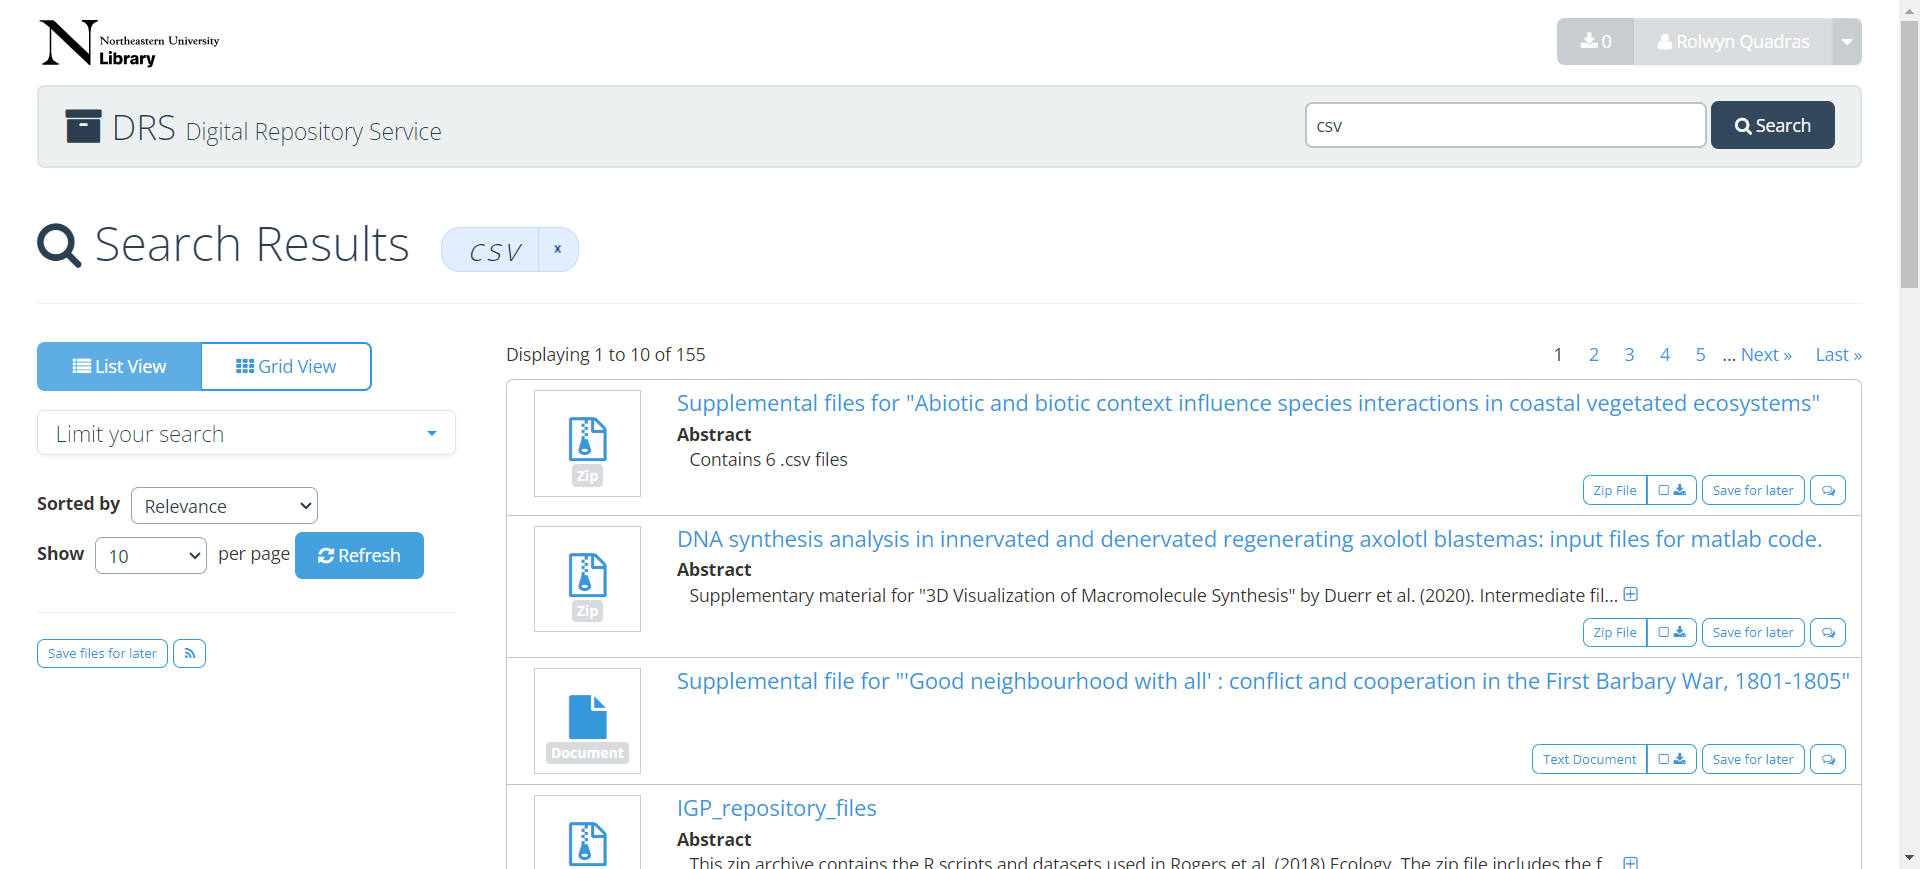 Northeastern University
Library
0
Rolwyn Quadras
DRS Digital Repository Service
csv
Search
Search Results
csv
x
List View
Grid View
Limit your search
Sorted by
Relevance
Show
10
per page
Refresh
Save files for later
Displaying 1 to 10 of 155
1 2 3 4 5 ... Next » Last »
Zip
Supplemental files for "Abiotic and biotic context influence species interactions in coastal vegetated ecosystems"
Abstract
Contains 6 .csv files
Zip File
Save for later
Zip
DNA synthesis analysis in innervated and denervated regenerating axolotl blastemas: input files for matlab code.
Abstract
Supplementary material for "3D Visualization of Macromolecule Synthesis" by Duerr et al. (2020). Intermediate fil...
Zip File
Save for later
Document
Supplemental file for "'Good neighbourhood with all' : conflict and cooperation in the First Barbary War, 1801-1805"
Text Document
Save for later
IGP_repository_files
Abstract
This zip archive contains the R scripts and datasets used in Rogers et al. (2018) Ecology. The zip file includes the f...